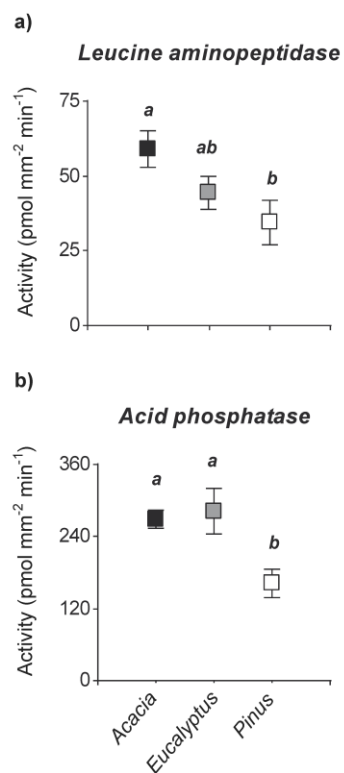 a)
Leucine aminopeptidase
Activity (pmol mm⁻² min⁻¹)
75
50
25
0
a
ab
b
b)
Acid phosphatase
Activity (pmol mm⁻² min⁻¹)
360
240
120
0
a
a
b
Acacia
Eucalyptus
Pinus